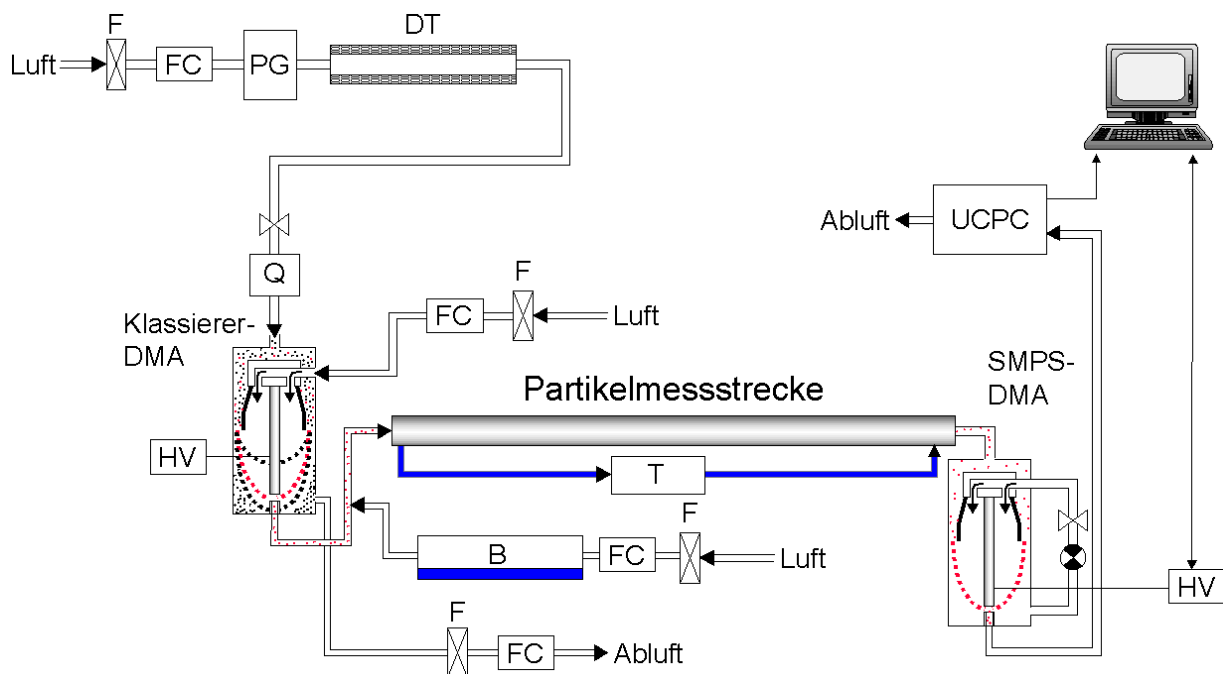 F
DT
Luft
FC
PG
Abluft
UCPC
Q
F
Klassierer-
DMA
FC
Luft
SMPS-
DMA
Partikelmessstrecke
HV
T
F
B
FC
Luft
HV
F
FC
Abluft